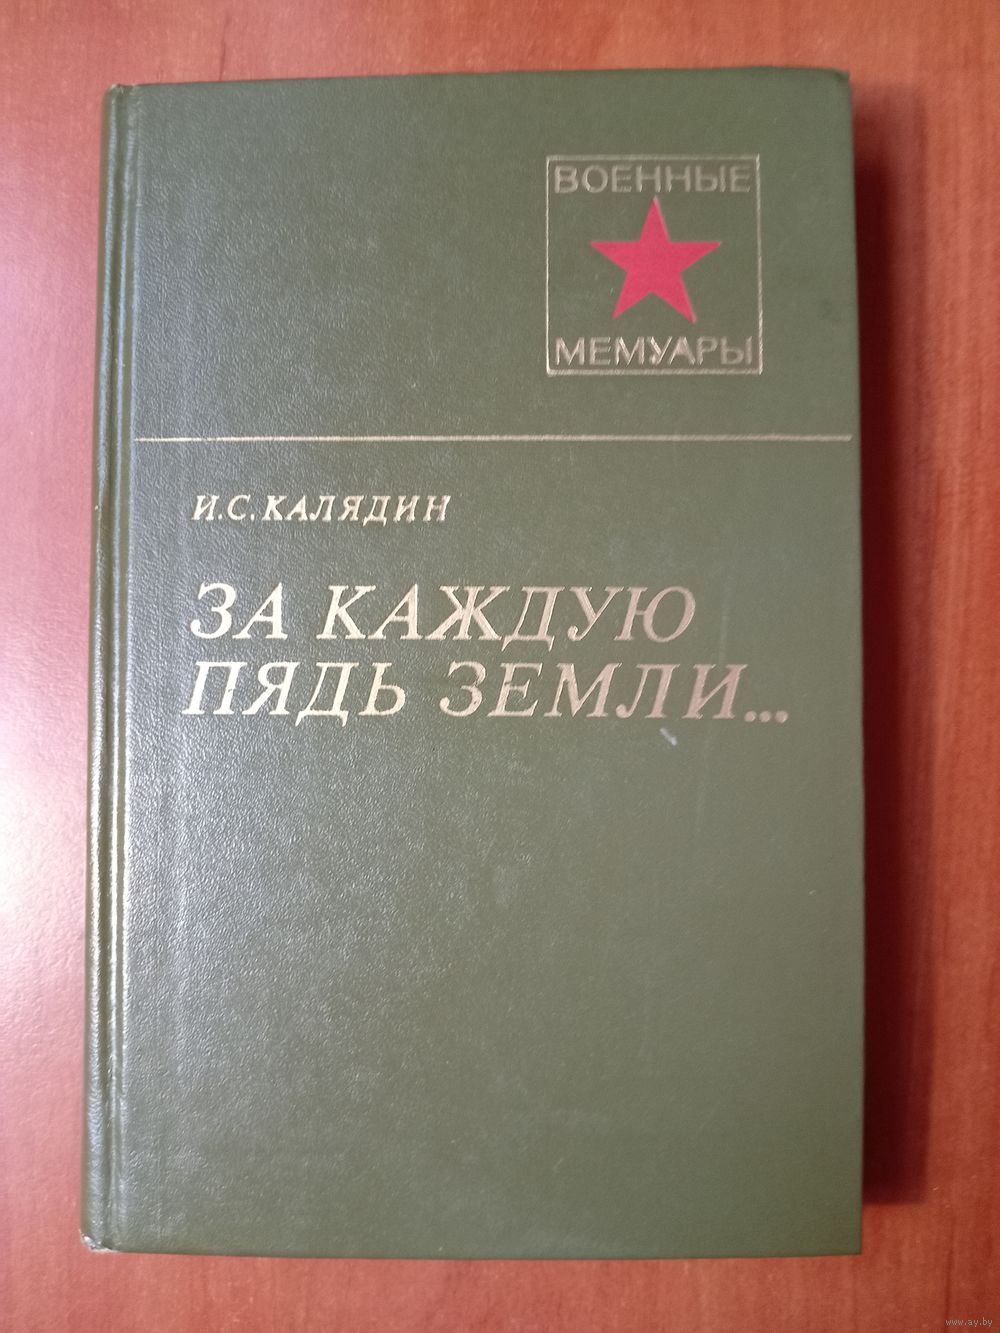 ВОЕННЫЕ
МЕМУАРЫ
И.С.КАЛЯДИН
ЗА КАЖДУЮ
ПЯДЬ ЗЕМЛИ...
www.ay.by